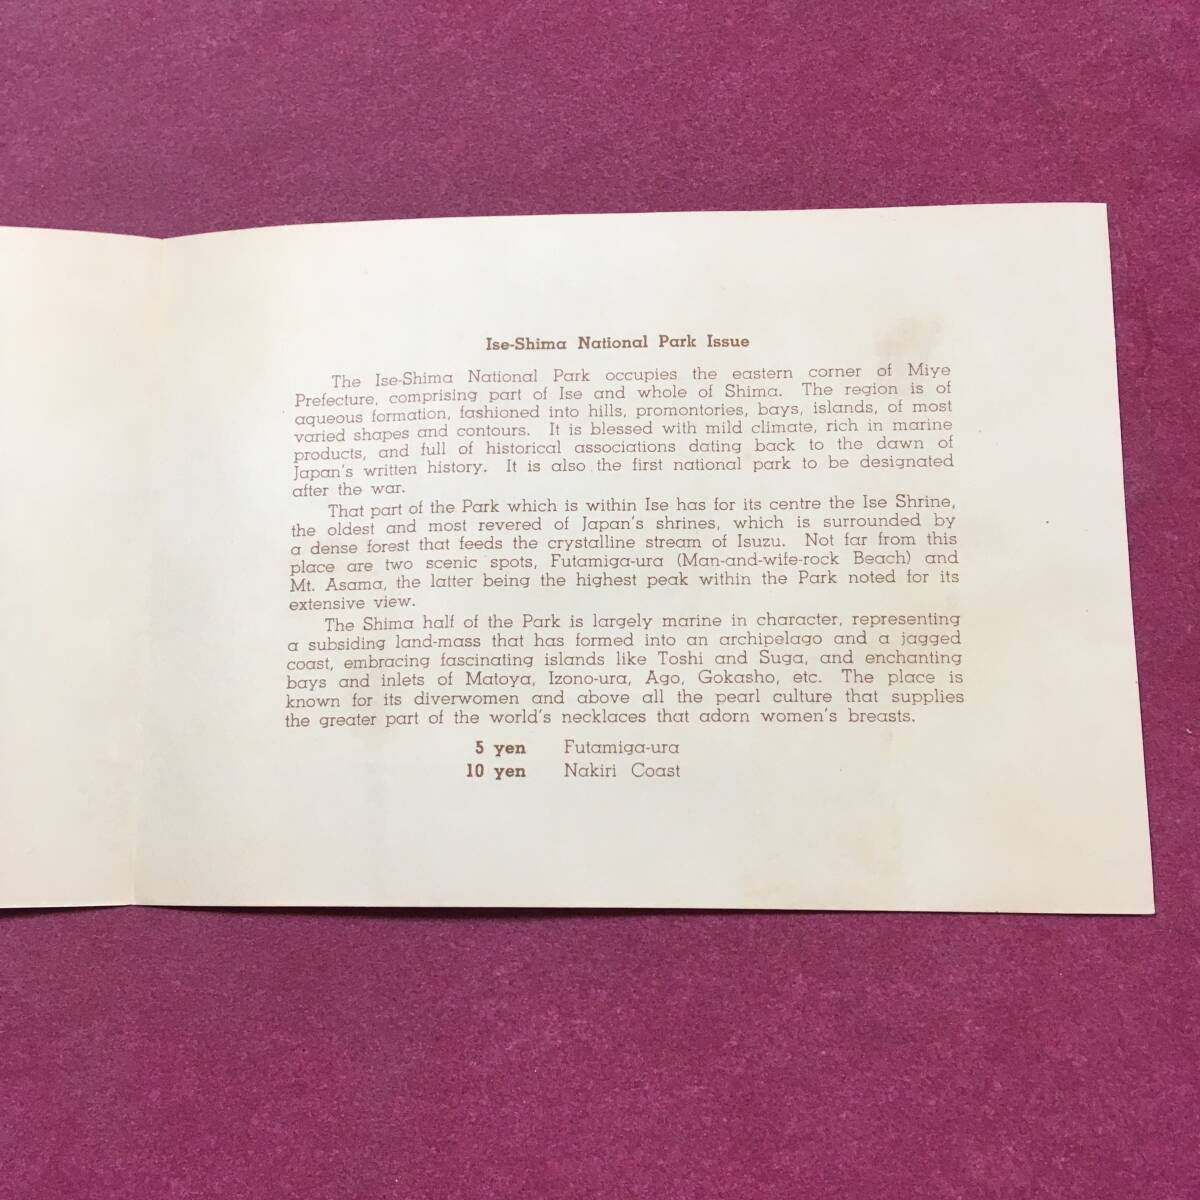 Ise-Shima National Park Issue
The Ise-Shima National Park occupies the eastern corner of Miye
Prefecture, comprising part of Ise and whole of Shima. The region is of
aqueous formation, fashioned into hills, promontories, bays, islands, of most
varied shapes and contours. It is blessed with mild climate, rich in marine
products, and full of historical associations dating back to the dawn of
Japan's written history. It is also the first national park to be designated
after the war.
That part of the Park which is within Ise has for its centre the Ise Shrine,
the oldest and most revered of Japan's shrines, which is surrounded by
a dense forest that feeds the crystalline stream of Isuzu. Not far from this
place are two scenic spots, Futamiga-ura (Man-and-wife-rock Beach) and
Mt. Asama, the latter being the highest peak within the Park noted for its
extensive view.
The Shima half of the Park is largely marine in character, representing
a subsiding land-mass that has formed into an archipelago and a jagged
coast, embracing fascinating islands like Toshi and Suga, and enchanting
bays and inlets of Matoya, Izono-ura, Ago, Gokasho, etc. The place is
known for its diverwomen and above all the pearl culture that supplies
the greater part of the world's necklaces that adorn women's breasts.
5 yen Futamiga-ura
10 yen Nakiri Coast